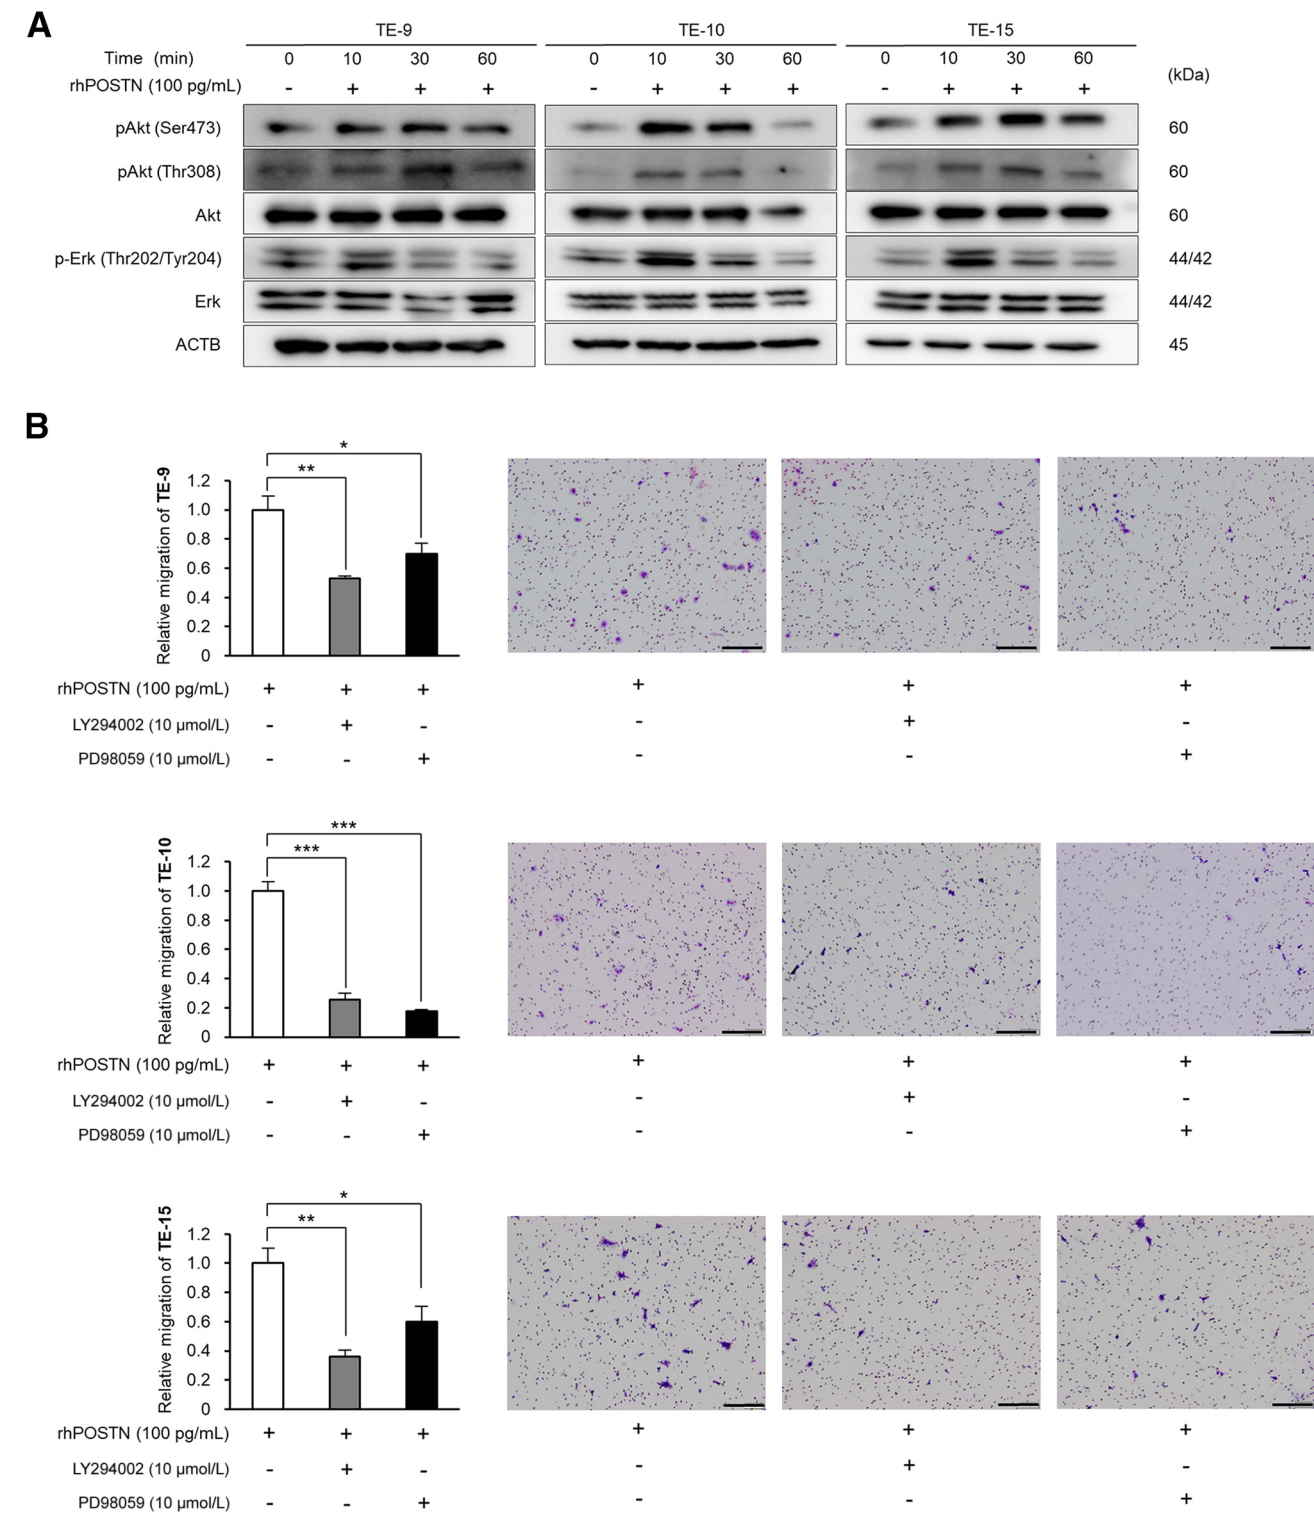 A
TE-9 TE-10 TE-15
Time (min) 0 10 30 60 0 10 30 60 0 10 30 60
(kDa)
rhPOSTN (100 pg/mL) - + + + - + + + - + + +
pAkt (Ser473) 60
pAkt (Thr308) 60
Akt 60
p-Erk (Thr202/Tyr204) 44/42
Erk 44/42
ACTB 45
B
*
**
Relative migration of TE-9
1.2
1.0
0.8
0.6
0.4
0.2
0
rhPOSTN (100 pg/mL) + + + + + +
LY294002 (10 µmol/L) - + - - + -
PD98059 (10 µmol/L) - - + - - +
***
***
Relative migration of TE-10
1.2
1.0
0.8
0.6
0.4
0.2
0
rhPOSTN (100 pg/mL) + + + + + +
LY294002 (10 µmol/L) - + - - + -
PD98059 (10 µmol/L) - - + - - +
*
**
Relative migration of TE-15
1.2
1.0
0.8
0.6
0.4
0.2
0
rhPOSTN (100 pg/mL) + + + + + +
LY294002 (10 µmol/L) - + - - + -
PD98059 (10 µmol/L) - - + - - +